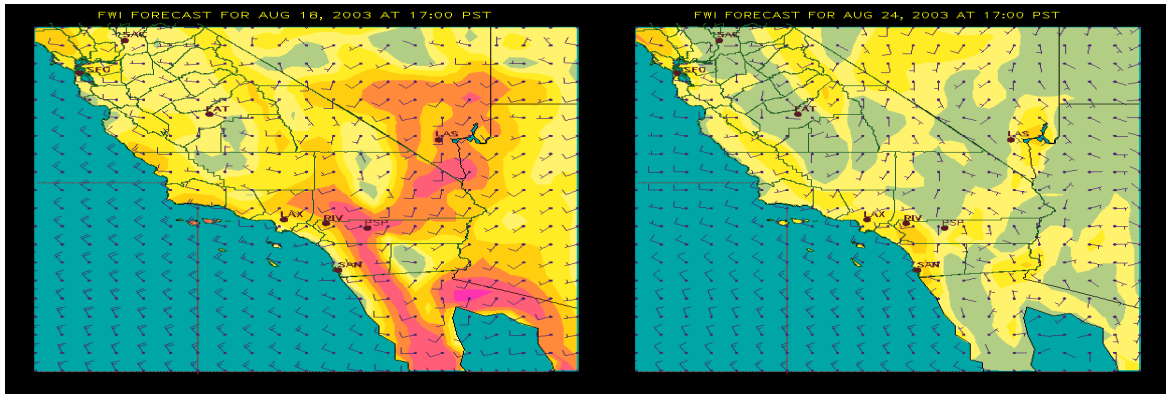 FWI FORECAST FOR AUG 18, 2003 AT 17:00 PST
SAC
SFO
FAT
LAS
LAX
RIV
PSP
SAN
FWI FORECAST FOR AUG 24, 2003 AT 17:00 PST
SAC
SFO
FAT
LAS
LAX
RIV
PSP
SAN